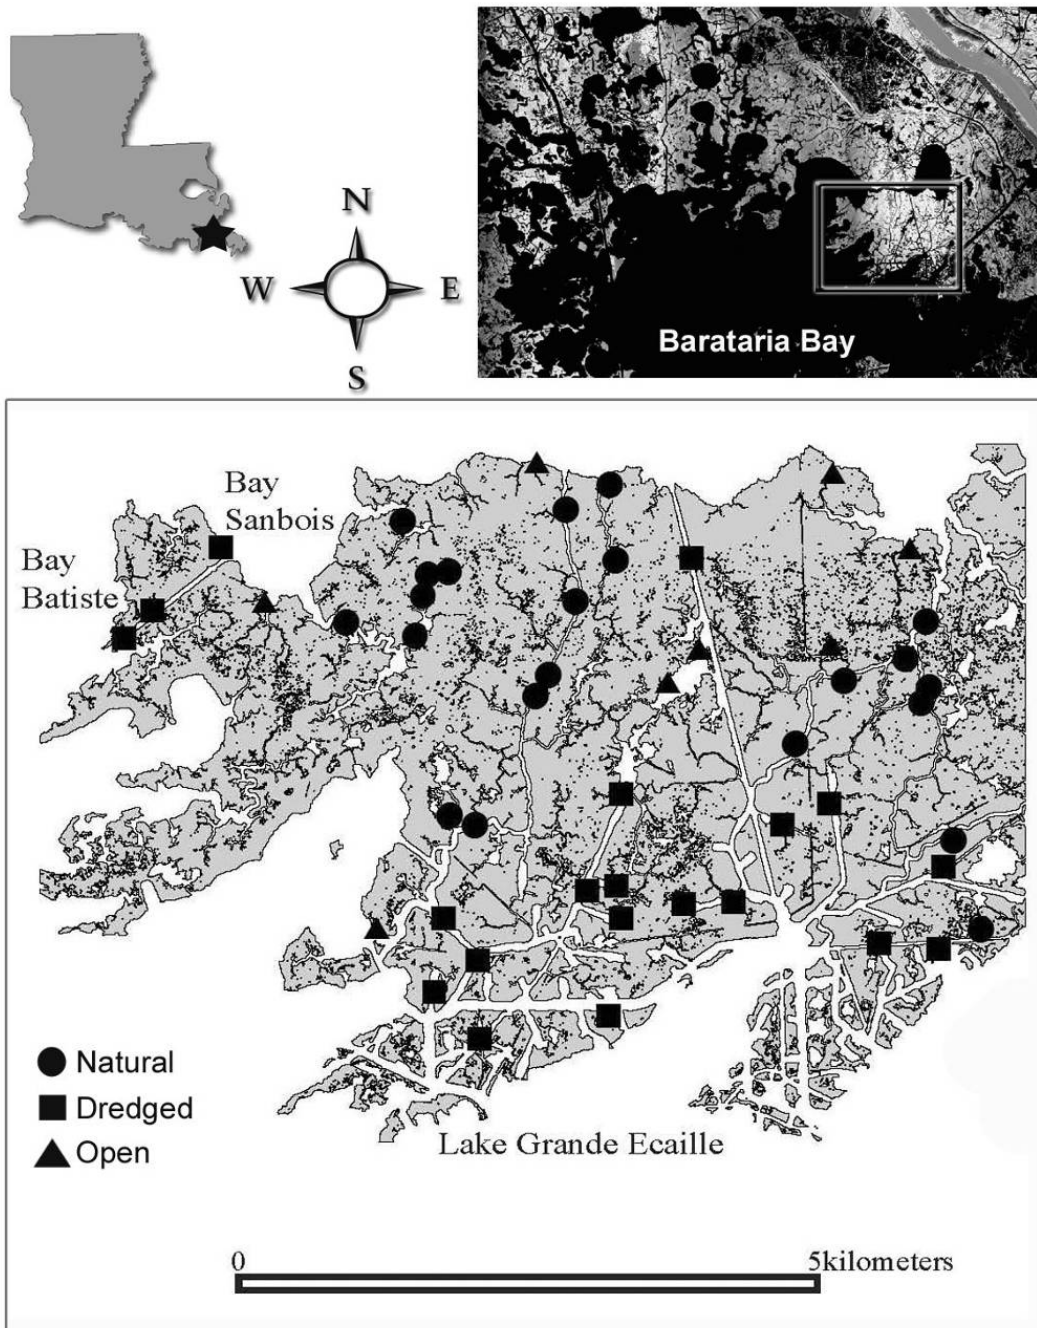 N
W
E
S
Barataria Bay
Bay
Sanbois
Bay
Batiste
Natural
Dredged
Open
Lake Grande Ecaille
0
5kilometers